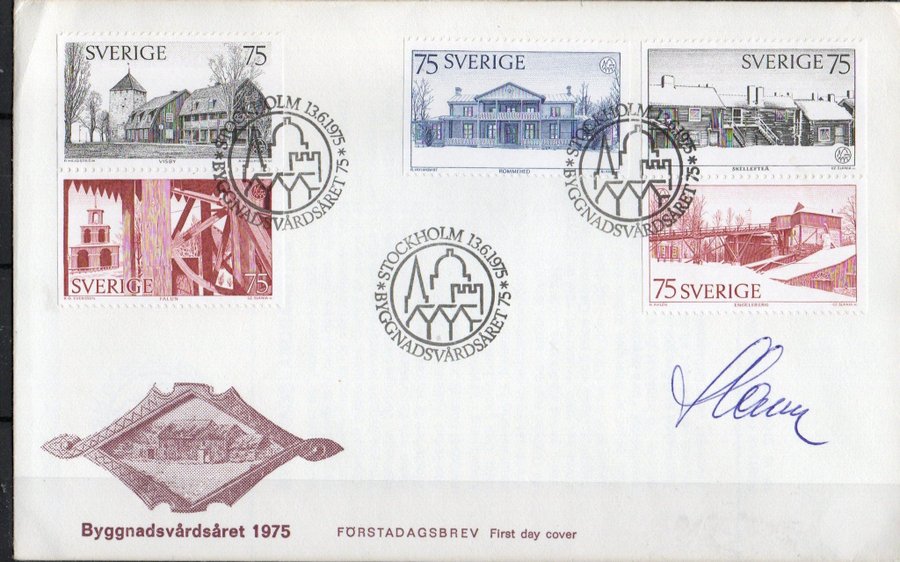 SVERIGE 75
VISBY
SVERIGE
75
FALUN
75 SVERIGE
ROMMEHED
SVERIGE 75
SKELLEFTEÅ
75 SVERIGE
ENGELSBERG
STOCKHOLM 13.6.1975
*BYGGNADSVÅRDSÅRET 75*
STOCKHOLM 13.6.1975
*BYGGNADSVÅRDSÅRET 75*
STOCKHOLM 13.6.1975
*BYGGNADSVÅRDSÅRET 75*
Byggnadsvårdsåret 1975
FÖRSTADAGSBREV First day cover